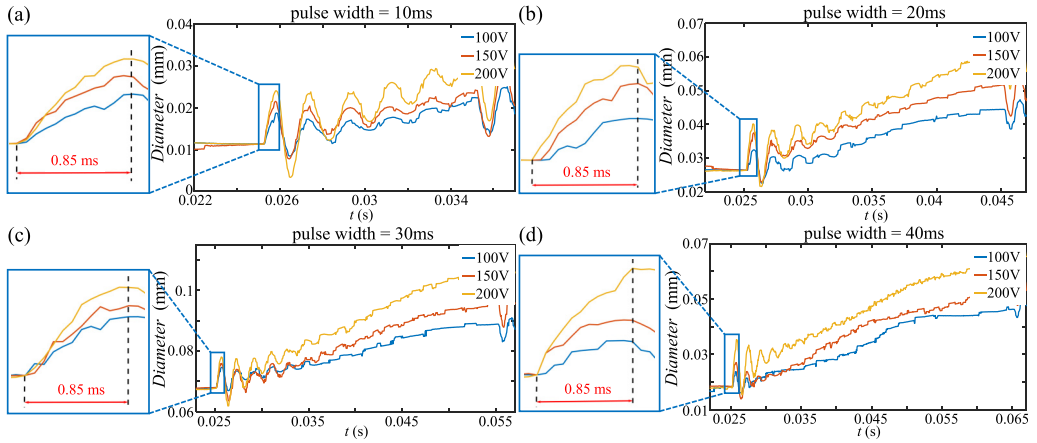 (a)
pulse width = 10ms
Diameter (mm)
0.04
0.03
0.02
0.01
0
0.022
0.026
0.03
0.034
t (s)
100V
150V
200V
0.85 ms
(b)
pulse width = 20ms
Diameter (mm)
0.07
0.05
0.04
0.03
0.02
0.025
0.03
0.035
0.04
0.045
t (s)
100V
150V
200V
0.85 ms
(c)
pulse width = 30ms
Diameter (mm)
0.1
0.08
0.06
0.025
0.035
0.045
0.055
t (s)
100V
150V
200V
0.85 ms
(d)
pulse width = 40ms
Diameter (mm)
0.07
0.05
0.03
0.01
0.025
0.035
0.045
0.055
0.065
t (s)
100V
150V
200V
0.85 ms